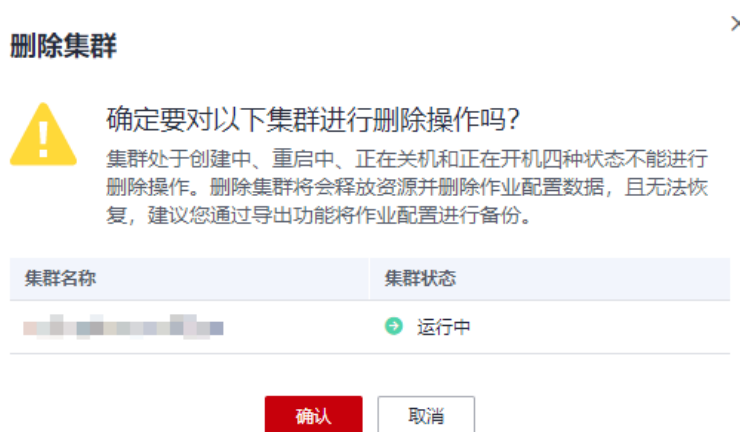 删除集群
确定要对以下集群进行删除操作吗?
集群处于创建中、重启中、正在关机和正在开机四种状态不能进行
删除操作。删除集群将会释放资源并删除作业配置数据，且无法恢
复，建议您通过导出功能将作业配置进行备份。
集群名称 集群状态
运行中
确认 取消